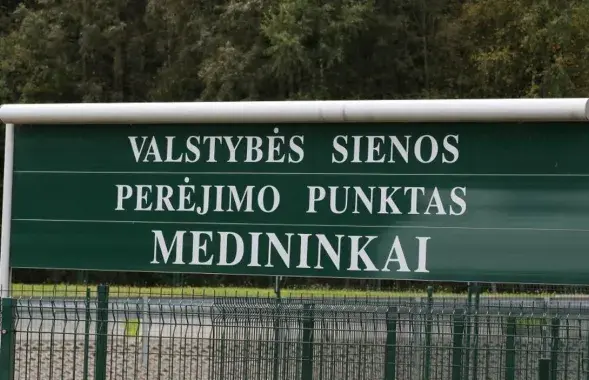 VALSTYBĖS SIENOS
PERĖJIMO PUNKTAS
MEDININKAI